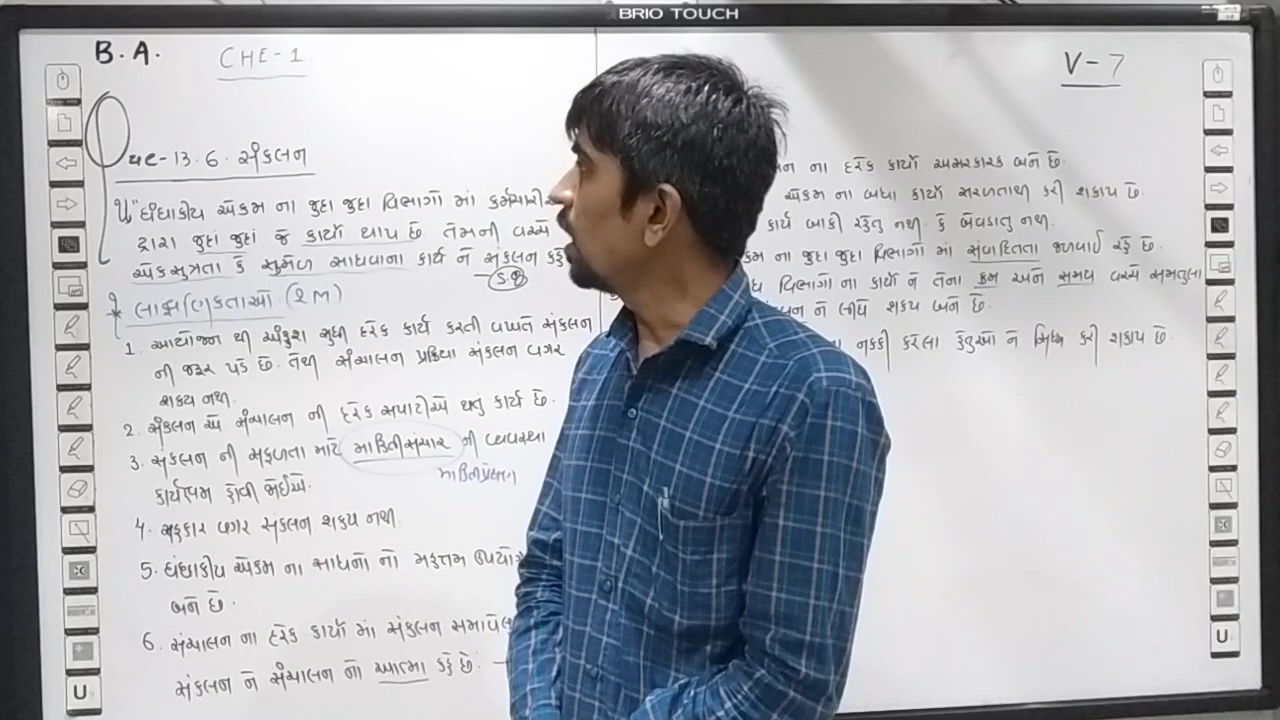 BRIO TOUCH
B.A.
CHE-1
V-7
Que-13.6. સંકલન
ધંધાકીય એકમ ના જુદા જુદા વિભાગો માં કર્મચારી
દ્વારા જુદાં જુદાં જે કાર્યો થાય છે તેમની વચ્ચે
એકસૂત્રતા કે સુમેળ સાધવાના કાર્ય ને સંકલન કહે
* લાક્ષણિકતાઓ (2M)
1. આયોજન થી અંકુશ સુધી દરેક કાર્ય કરતી વખતે સંકલન
ની જરૂર પડે છે. તેથી સંચાલન પ્રક્રિયા સંકલન વગર
શક્ય નથી.
2. સંકલન એ સંચાલન ની દરેક સપાટીએ થતુ કાર્ય છે.
3. સંકલન ની સફળતા માટે માહિતીસંચાર ની વ્યવસ્થા
માહિતીપ્રેષણ
કાર્યક્ષમ હોવી જોઈએ.
4. સહકાર વગર સંકલન શક્ય નથી.
5. ધંધાકીય એકમ ના સાધનો નો મહત્તમ
બને છે.
6. સંચાલન ના દરેક કાર્યો માં સંકલન
સંકલન ને સંચાલન નો આત્મા કહે છે.
ના દરેક કાર્યો અસરકારક બને છે.
એકમ ના બધા કાર્યો સરળતાથી કરી શકાય છે.
કાર્ય બાકી રહેતુ નથી. કે બેવડાતુ નથી.
ના જુદા જુદા વિભાગો માં સંવાદિતતા જળવાઈ રહે છે.
વિભાગો ના કાર્યો ને તેના ક્રમ અને સમય વચ્ચે સમતુલા
ને લીધે શક્ય બને છે.
નક્કી કરેલા હેતુઓ ને સિધ્ધ કરી શકાય છે.